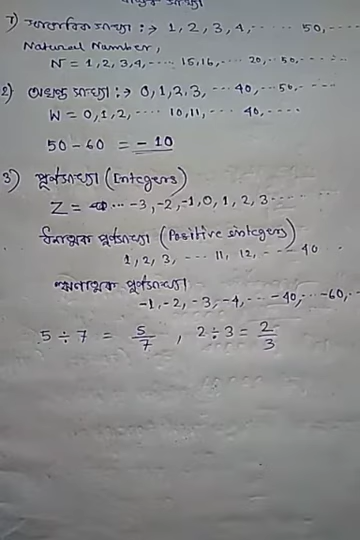 1) স্বাভাবিক সংখ্যা :→ 1, 2, 3, 4, ...... 50, ......
Natural Number,
N = 1, 2, 3, 4, ..... 15, 16, ..... 20.. 50, ......
2) অখণ্ড সংখ্যা :→ 0, 1, 2, 3, ... 40, ..50, ......
W = 0, 1, 2, ..... 10, 11, ..... 40, .....
50 - 60 = - 10
3) পূর্ণসংখ্যা (Integers)
Z = ... -3, -2, -1, 0, 1, 2, 3 ......
ধনাত্মক পূর্ণসংখ্যা (Positive integers)
1, 2, 3, .... 11, 12, ..... 40
ঋণাত্মক পূর্ণসংখ্যা
-1, -2, -3, -4, .... -40, ... -60, ..
5 ÷ 7 = 5/7 , 2 ÷ 3 = 2/3